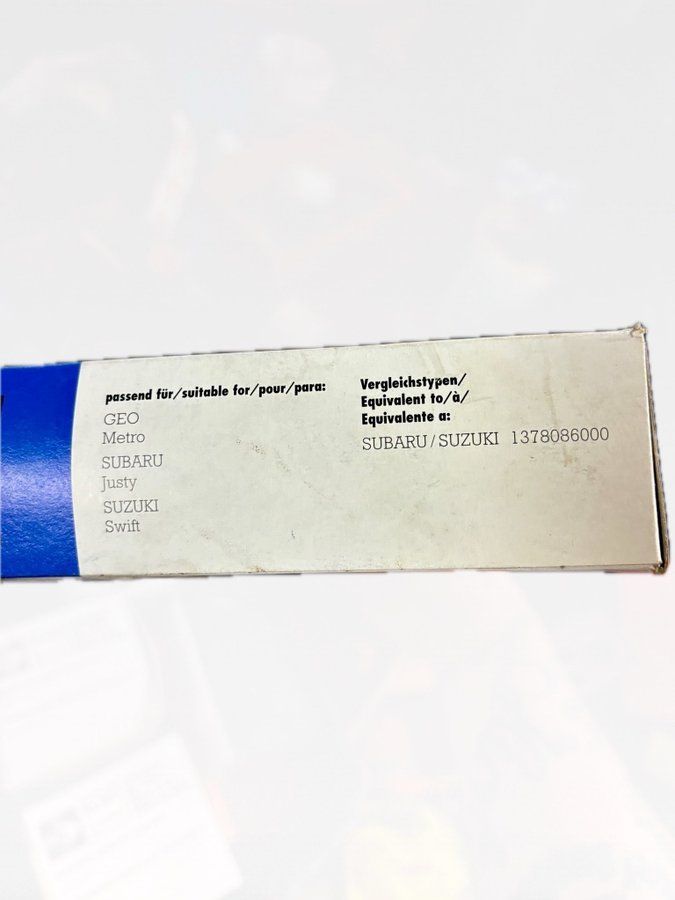 passend für/suitable for/pour/para:
GEO
Metro
SUBARU
Justy
SUZUKI
Swift
Vergleichstypen/
Equivalent to/à/
Equivalente a:
SUBARU/SUZUKI 1378086000